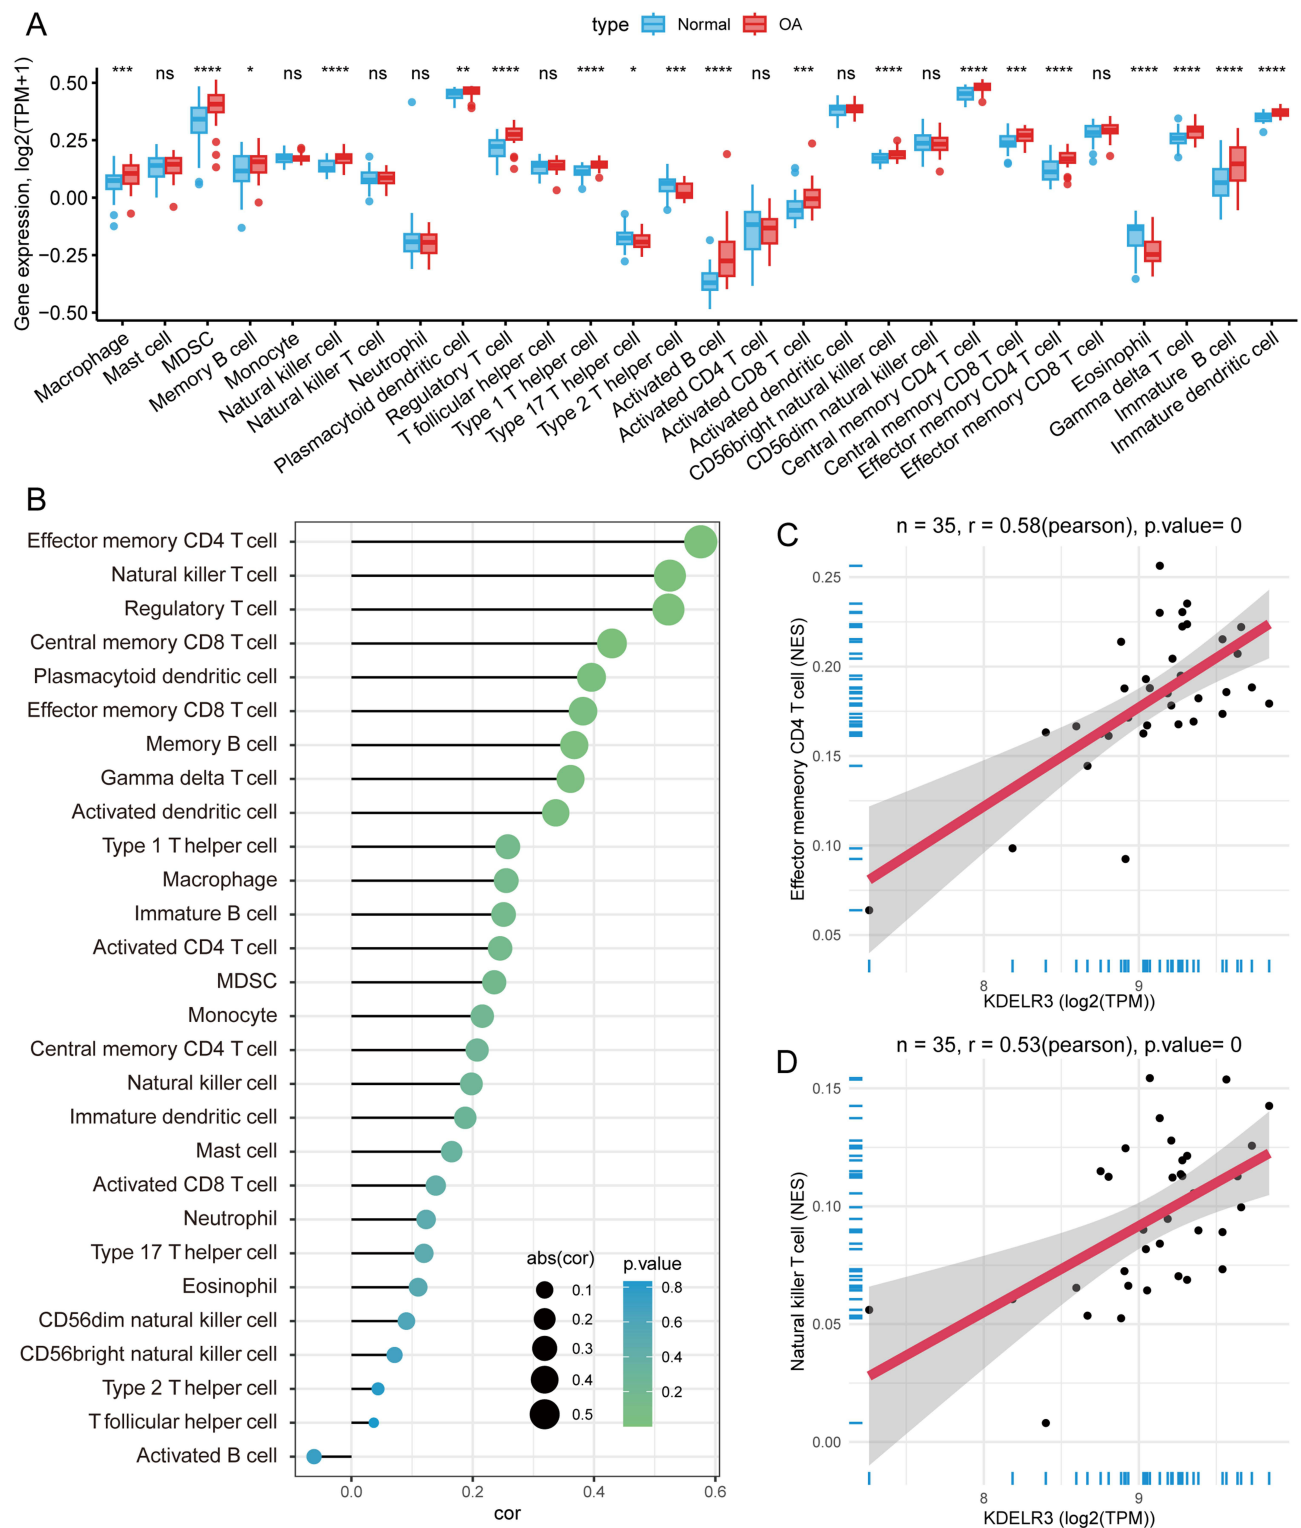 A
type Normal OA
Gene expression, log2(TPM+1)
*** ns **** * ns **** ns ns ** **** ns **** * *** **** ns *** ns **** ns **** *** **** ns **** **** **** ****
0.50
0.25
0.00
−0.25
−0.50
Macrophage
Mast cell
MDSC
Memory B cell
Monocyte
Natural killer cell
Natural killer T cell
Neutrophil
Plasmacytoid dendritic cell
Regulatory T cell
T follicular helper cell
Type 1 T helper cell
Type 17 T helper cell
Type 2 T helper cell
Activated B cell
Activated CD4 T cell
Activated CD8 T cell
Activated dendritic cell
CD56bright natural killer cell
CD56dim natural killer cell
Central memory CD4 T cell
Central memory CD8 T cell
Effector memory CD4 T cell
Effector memory CD8 T cell
Eosinophil
Gamma delta T cell
Immature B cell
Immature dendritic cell
B
Effector memory CD4 T cell
Natural killer T cell
Regulatory T cell
Central memory CD8 T cell
Plasmacytoid dendritic cell
Effector memory CD8 T cell
Memory B cell
Gamma delta T cell
Activated dendritic cell
Type 1 T helper cell
Macrophage
Immature B cell
Activated CD4 T cell
MDSC
Monocyte
Central memory CD4 T cell
Natural killer cell
Immature dendritic cell
Mast cell
Activated CD8 T cell
Neutrophil
Type 17 T helper cell
Eosinophil
CD56dim natural killer cell
CD56bright natural killer cell
Type 2 T helper cell
T follicular helper cell
Activated B cell
abs(cor)
0.1
0.2
0.3
0.4
0.5
p.value
0.8
0.6
0.4
0.2
0.0 0.2 0.4 0.6
cor
C
n = 35, r = 0.58(pearson), p.value= 0
Effector memeory CD4 T cell (NES)
0.25
0.20
0.15
0.10
0.05
8 9
KDELR3 (log2(TPM))
D
n = 35, r = 0.53(pearson), p.value= 0
Natural killer T cell (NES)
0.15
0.10
0.05
0.00
8 9
KDELR3 (log2(TPM))